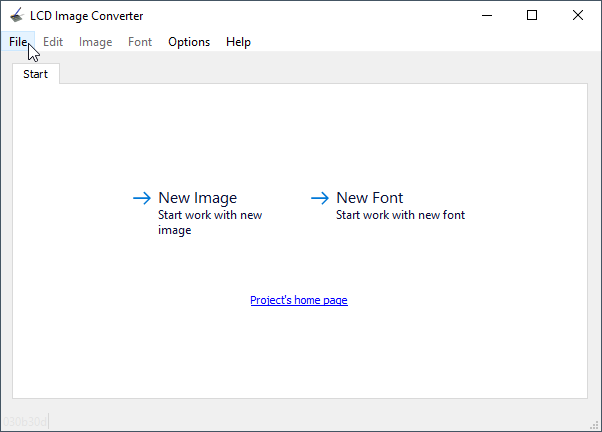 LCD Image Converter
File Edit Image Font Options Help
Start
New Image
Start work with new
image
New Font
Start work with new font
Project's home page
030b30d